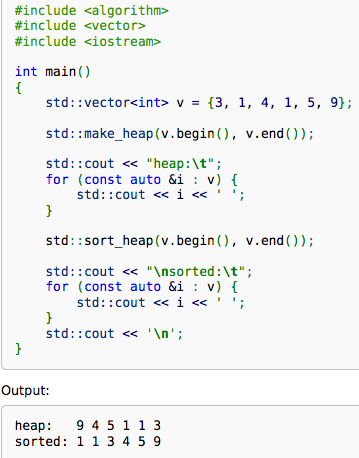 #include <algorithm>
#include <vector>
#include <iostream>

int main()
{
    std::vector<int> v = {3, 1, 4, 1, 5, 9};

    std::make_heap(v.begin(), v.end());

    std::cout << "heap:\t";
    for (const auto &i : v) {
        std::cout << i << ' ';
    }

    std::sort_heap(v.begin(), v.end());

    std::cout << "\nsorted:\t";
    for (const auto &i : v) {
        std::cout << i << ' ';
    }
    std::cout << '\n';
}
Output:
heap:   9 4 5 1 1 3
sorted: 1 1 3 4 5 9